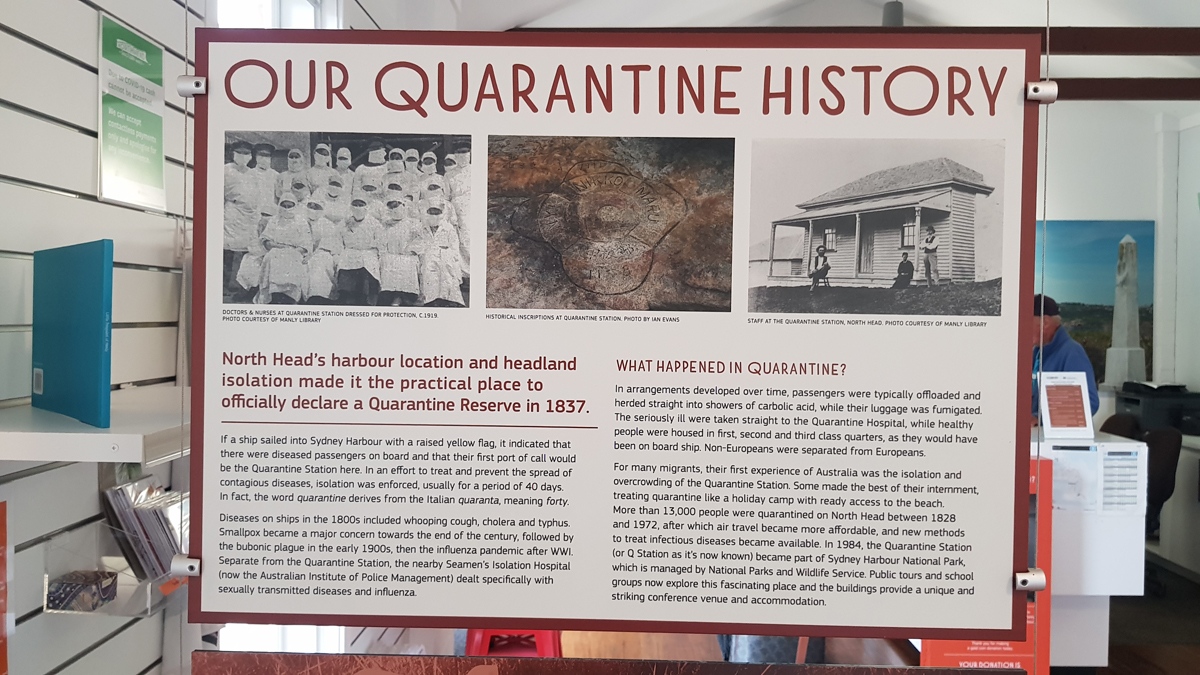 OUR QUARANTINE HISTORY
DOCTORS & NURSES AT QUARANTINE STATION DRESSED FOR PROTECTION, C.1919.
PHOTO COURTESY OF MANLY LIBRARY
HISTORICAL INSCRIPTIONS AT QUARANTINE STATION. PHOTO BY IAN EVANS
STAFF AT THE QUARANTINE STATION, NORTH HEAD. PHOTO COURTESY OF MANLY LIBRARY
North Head's harbour location and headland
isolation made it the practical place to
officially declare a Quarantine Reserve in 1837.
If a ship sailed into Sydney Harbour with a raised yellow flag, it indicated that
there were diseased passengers on board and that their first port of call would
be the Quarantine Station here. In an effort to treat and prevent the spread of
contagious diseases, isolation was enforced, usually for a period of 40 days.
In fact, the word quarantine derives from the Italian quaranta, meaning forty.
Diseases on ships in the 1800s included whooping cough, cholera and typhus.
Smallpox became a major concern towards the end of the century, followed by
the bubonic plague in the early 1900s, then the influenza pandemic after WWI.
Separate from the Quarantine Station, the nearby Seamen's Isolation Hospital
(now the Australian Institute of Police Management) dealt specifically with
sexually transmitted diseases and influenza.
WHAT HAPPENED IN QUARANTINE?
In arrangements developed over time, passengers were typically offloaded and
herded straight into showers of carbolic acid, while their luggage was fumigated.
The seriously ill were taken straight to the Quarantine Hospital, while healthy
people were housed in first, second and third class quarters, as they would have
been on board ship. Non-Europeans were separated from Europeans.
For many migrants, their first experience of Australia was the isolation and
overcrowding of the Quarantine Station. Some made the best of their internment,
treating quarantine like a holiday camp with ready access to the beach.
More than 13,000 people were quarantined on North Head between 1828
and 1972, after which air travel became more affordable, and new methods
to treat infectious diseases became available. In 1984, the Quarantine Station
(or Q Station as it's now known) became part of Sydney Harbour National Park,
which is managed by National Parks and Wildlife Service. Public tours and school
groups now explore this fascinating place and the buildings provide a unique and
striking conference venue and accommodation.
YOUR DONATION IS